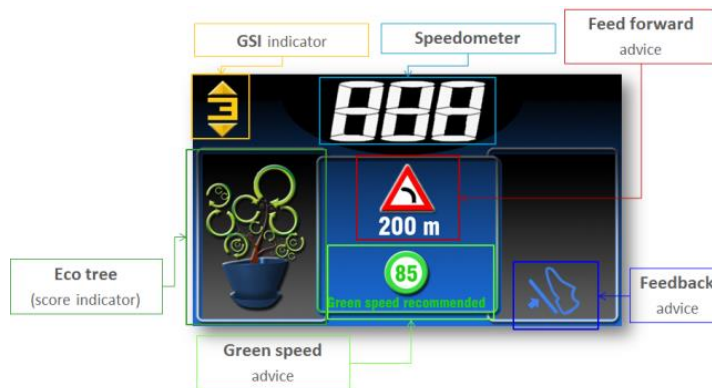 GSI indicator
Speedometer
Feed forward
advice
3
888
200 m
85
Green speed recommended
Eco tree
(score indicator)
Feedback
advice
Green speed
advice